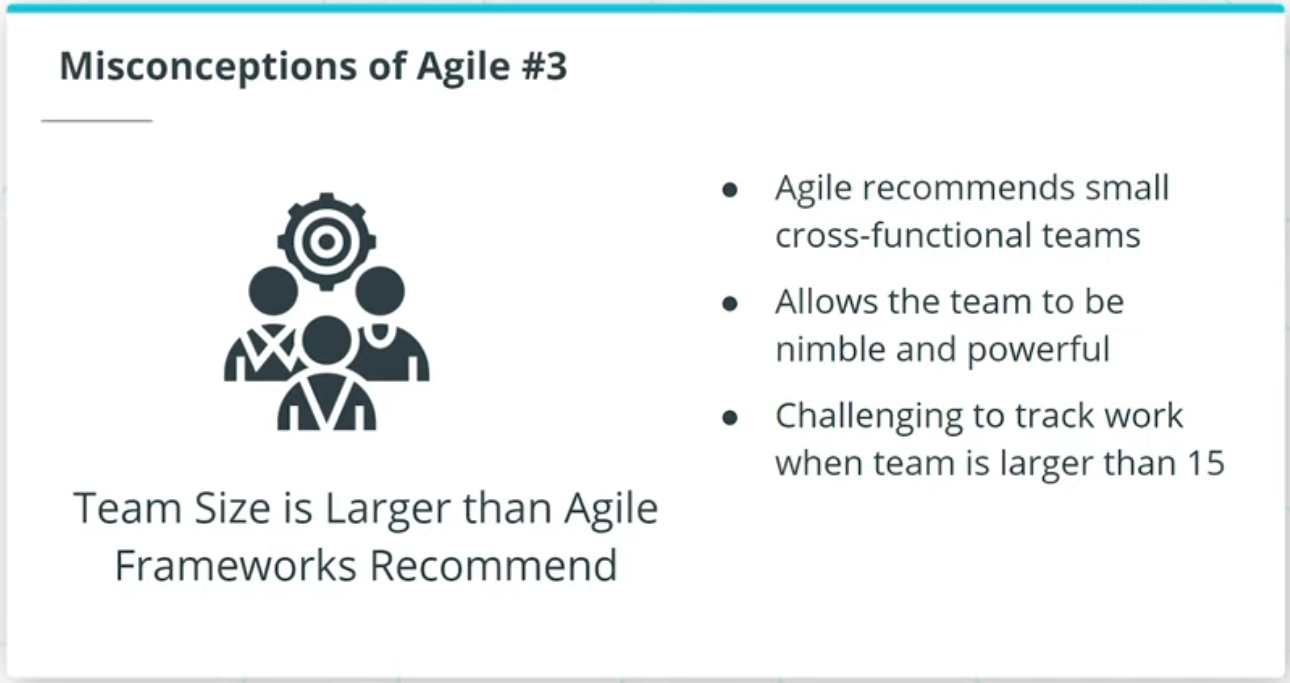 Misconceptions of Agile #3
Team Size is Larger than Agile
Frameworks Recommend
● Agile recommends small
cross-functional teams
● Allows the team to be
nimble and powerful
● Challenging to track work
when team is larger than 15